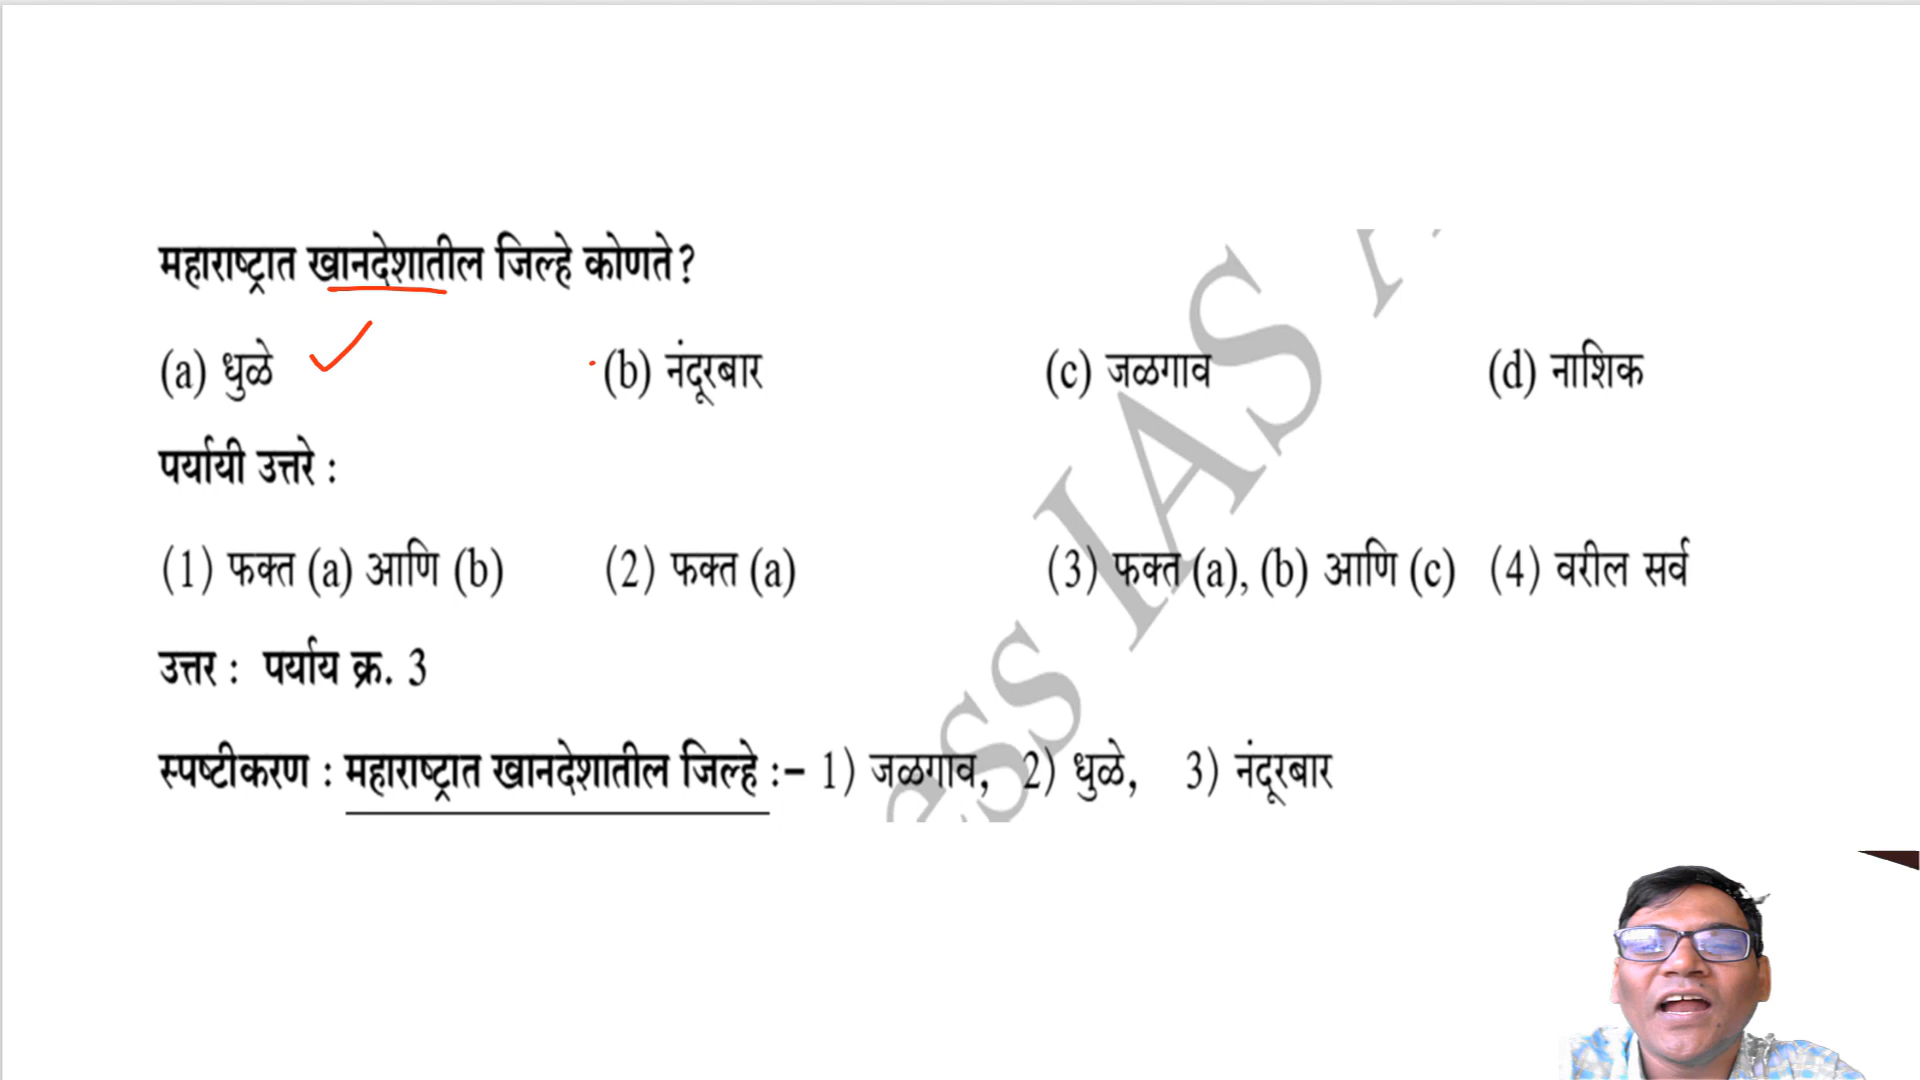 महाराष्ट्रात खानदेशातील जिल्हे कोणते?
(a) धुळे (b) नंदूरबार (c) जळगाव (d) नाशिक
पर्यायी उत्तरे :
(1) फक्त (a) आणि (b) (2) फक्त (a) (3) फक्त (a), (b) आणि (c) (4) वरील सर्व
उत्तर : पर्याय क्र. 3
स्पष्टीकरण : महाराष्ट्रात खानदेशातील जिल्हे :– 1) जळगाव, 2) धुळे, 3) नंदूरबार
IAS